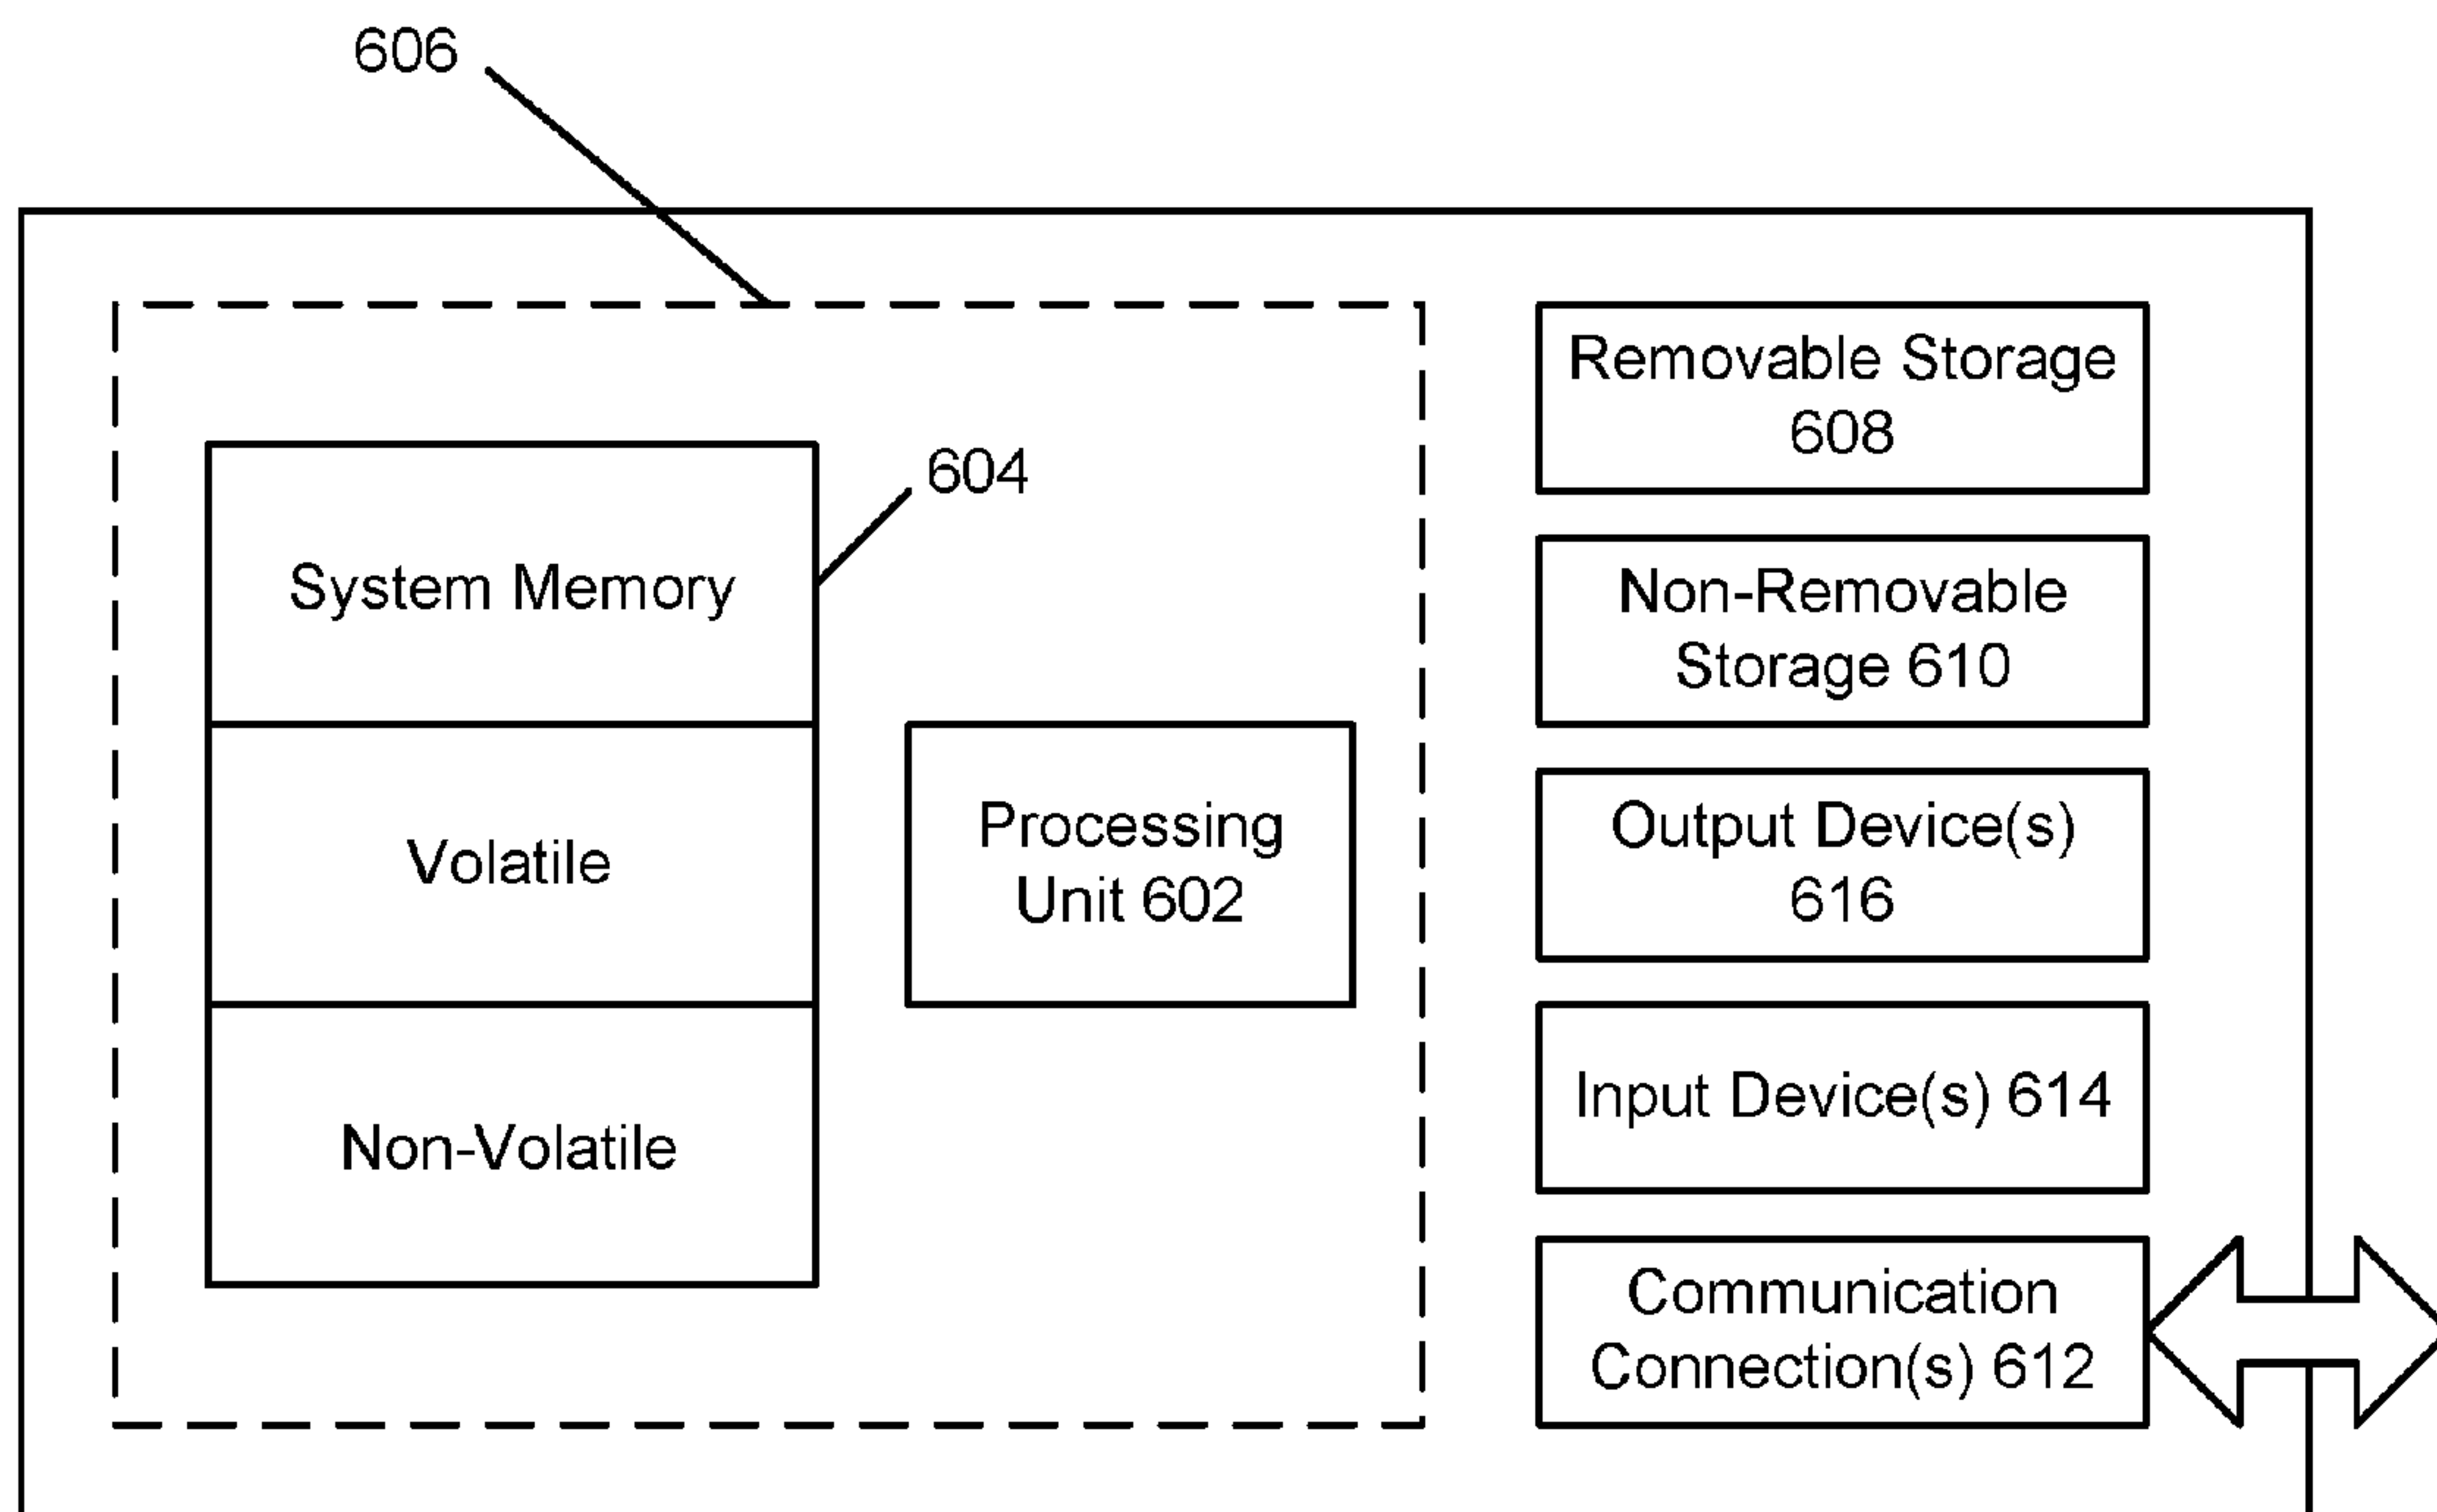 606
604
System Memory
Volatile
Non-Volatile
Processing
Unit 602
Removable Storage
608
Non-Removable
Storage 610
Output Device(s)
616
Input Device(s) 614
Communication
Connection(s) 612